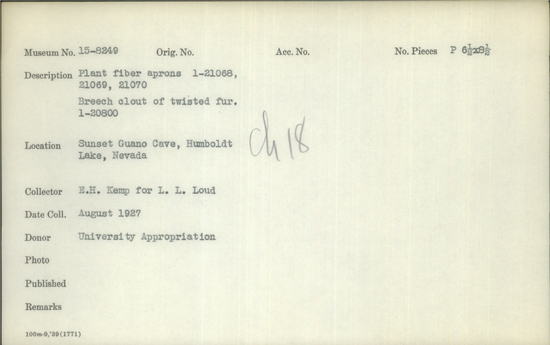 Museum No. 15-8249 Orig. No. Acc. No. No. Pieces P 6½x8½
Description Plant fiber aprons 1-21068,
21069, 21070
Breech clout of twisted fur.
1-20800
ch 18
Location Sunset Guano Cave, Humboldt
Lake, Nevada
Collector E.H. Kemp for L. L. Loud
Date Coll. August 1927
Donor University Appropriation
Photo
Published
Remarks
100m-9,'39(1771)